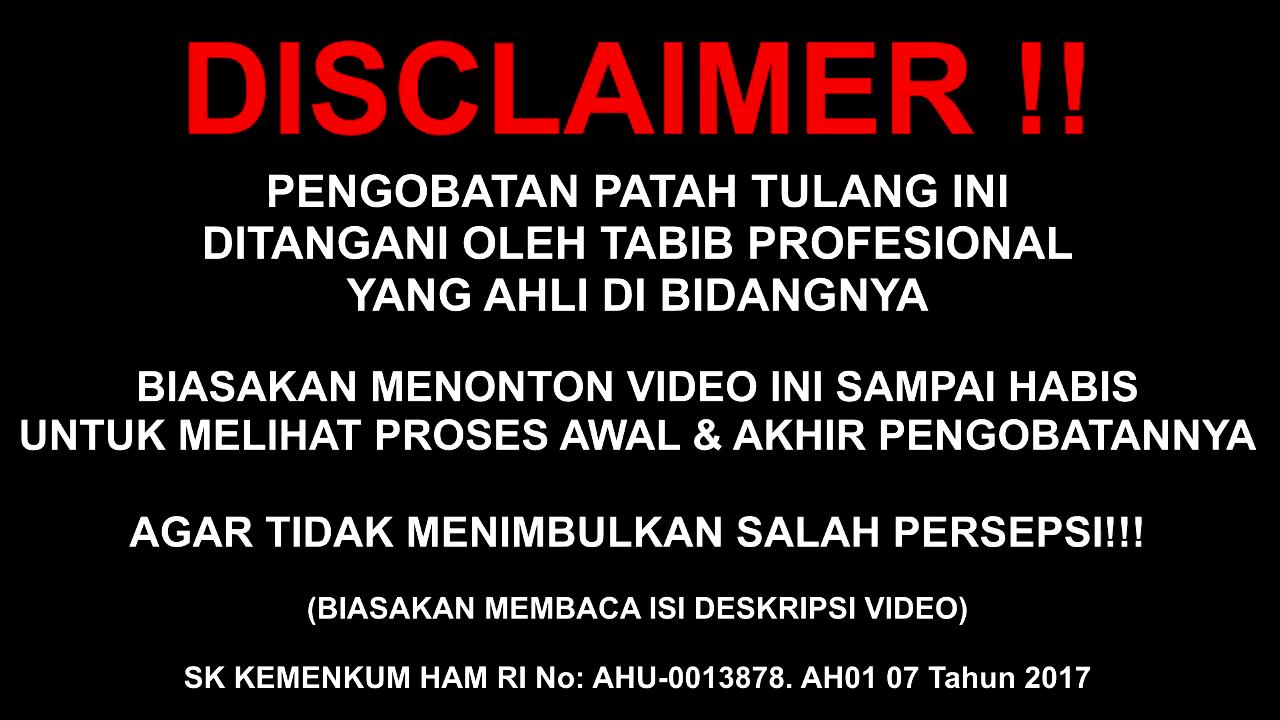 DISCLAIMER !!
PENGOBATAN PATAH TULANG INI
DITANGANI OLEH TABIB PROFESIONAL
YANG AHLI DI BIDANGNYA
BIASAKAN MENONTON VIDEO INI SAMPAI HABIS
UNTUK MELIHAT PROSES AWAL & AKHIR PENGOBATANNYA
AGAR TIDAK MENIMBULKAN SALAH PERSEPSI!!!
(BIASAKAN MEMBACA ISI DESKRIPSI VIDEO)
SK KEMENKUM HAM RI No: AHU-0013878. AH01 07 Tahun 2017